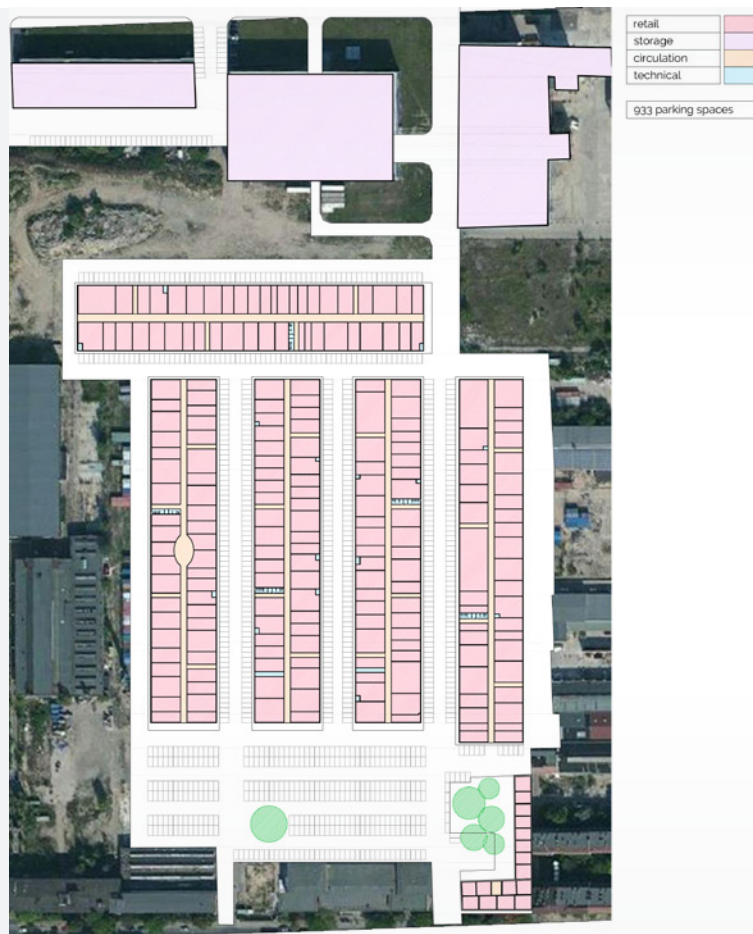 retail
storage
circulation
technical
933 parking spaces